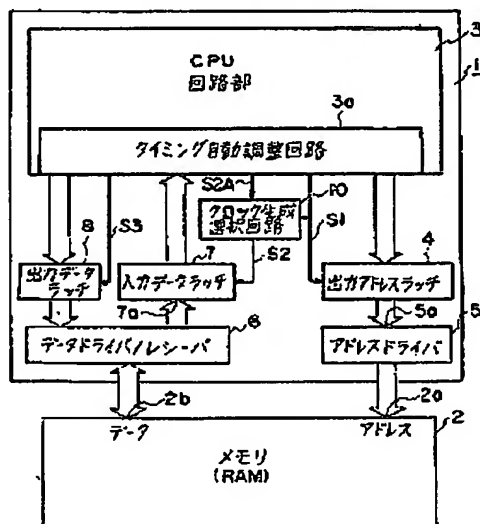 3
1
CPU
回路部
3a
タイミング自動調整回路
S2A
10
クロック生成
選択回路
S3
S1
8
7
S2
4
出力データ
ラッチ
入力データラッチ
出力アドレスラッチ
7a
6
5a
5
データドライバ/レシーバ
アドレスドライバ
2b
2a
2
データ
アドレス
メモリ
(RAM)